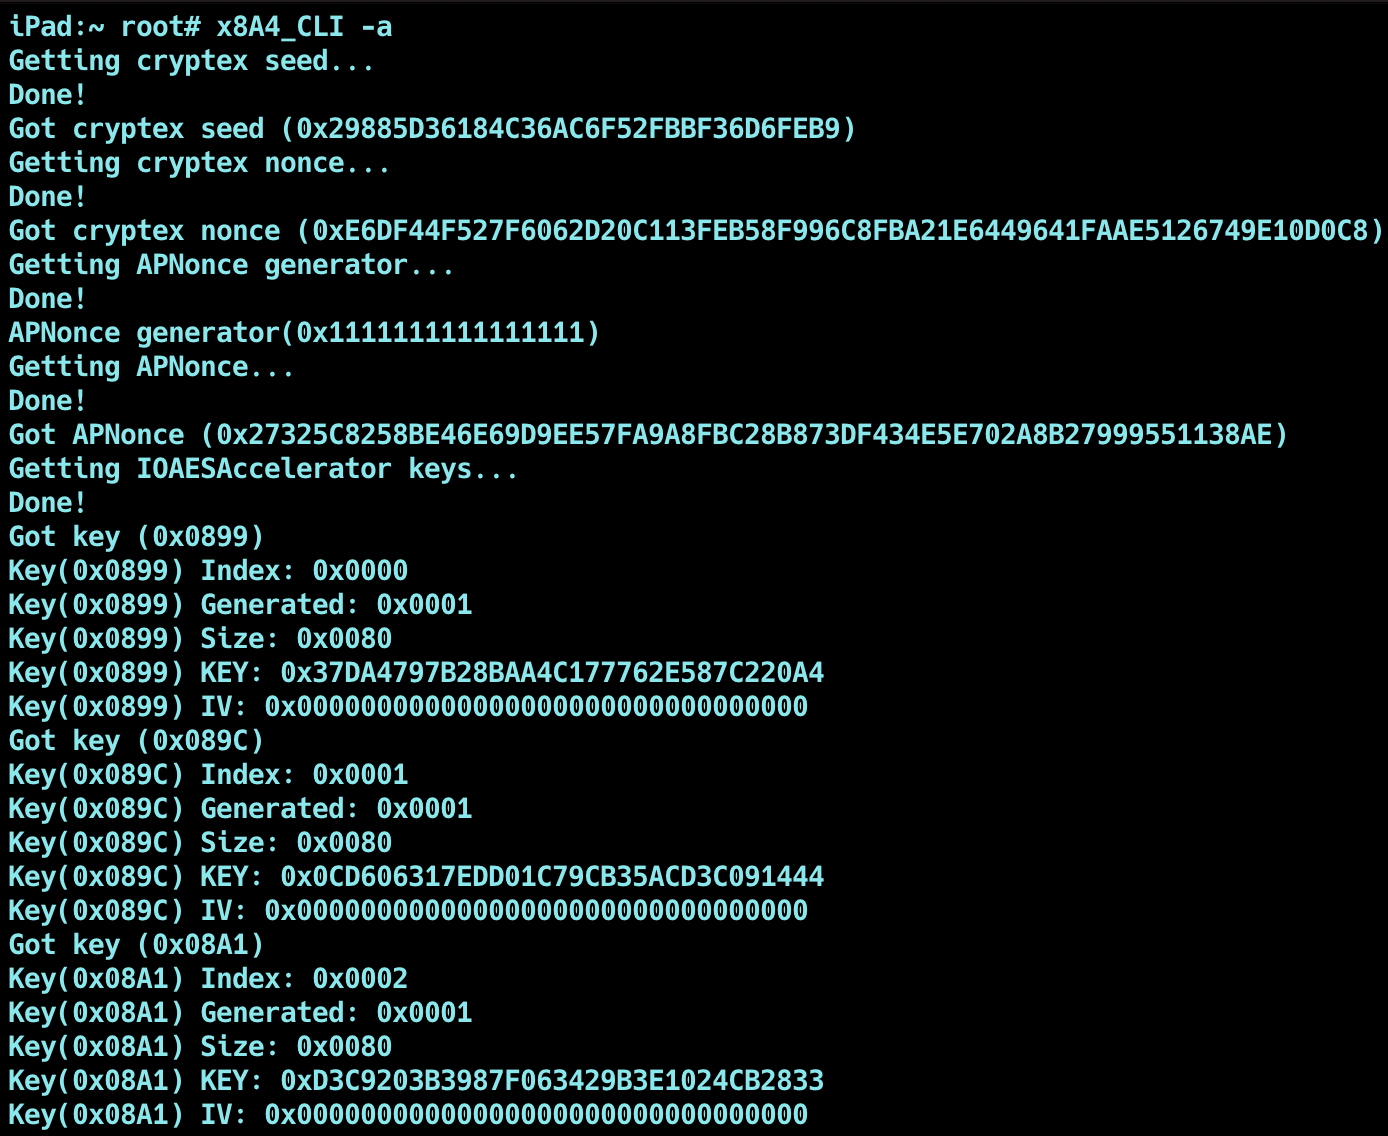 iPad:~ root# x8A4_CLI -a
Getting cryptex seed...
Done!
Got cryptex seed (0x29885D36184C36AC6F52FBBF36D6FEB9)
Getting cryptex nonce...
Done!
Got cryptex nonce (0xE6DF44F527F6062D20C113FEB58F996C8FBA21E6449641FAAE5126749E10D0C8)
Getting APNonce generator...
Done!
APNonce generator(0x1111111111111111)
Getting APNonce...
Done!
Got APNonce (0x27325C8258BE46E69D9EE57FA9A8FBC28B873DF434E5E702A8B27999551138AE)
Getting IOAESAccelerator keys...
Done!
Got key (0x0899)
Key(0x0899) Index: 0x0000
Key(0x0899) Generated: 0x0001
Key(0x0899) Size: 0x0080
Key(0x0899) KEY: 0x37DA4797B28BAA4C177762E587C220A4
Key(0x0899) IV: 0x00000000000000000000000000000000
Got key (0x089C)
Key(0x089C) Index: 0x0001
Key(0x089C) Generated: 0x0001
Key(0x089C) Size: 0x0080
Key(0x089C) KEY: 0x0CD606317EDD01C79CB35ACD3C091444
Key(0x089C) IV: 0x00000000000000000000000000000000
Got key (0x08A1)
Key(0x08A1) Index: 0x0002
Key(0x08A1) Generated: 0x0001
Key(0x08A1) Size: 0x0080
Key(0x08A1) KEY: 0xD3C9203B3987F063429B3E1024CB2833
Key(0x08A1) IV: 0x00000000000000000000000000000000